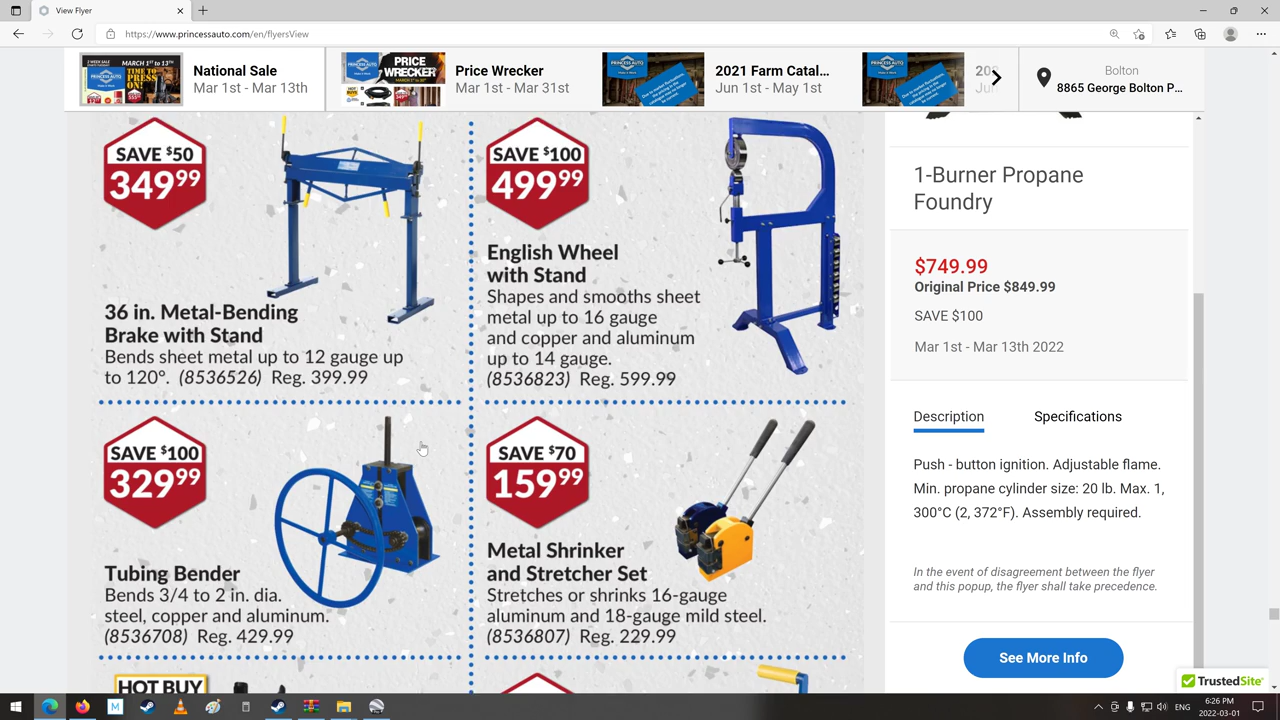 View Flyer
https://www.princessauto.com/en/flyersView
National Sale
Mar 1st - Mar 13th
Price Wrecker
Mar 1st - Mar 31st
2021 Farm Catal...
Jun 1st - May 1st
Bolton
8865 George Bolton P...
SAVE $50
349 99
36 in. Metal-Bending
Brake with Stand
Bends sheet metal up to 12 gauge up
to 120°. (8536526) Reg. 399.99
SAVE $100
499 99
English Wheel
with Stand
Shapes and smooths sheet
metal up to 16 gauge
and copper and aluminum
up to 14 gauge.
(8536823) Reg. 599.99
SAVE $100
329 99
Tubing Bender
Bends 3/4 to 2 in. dia.
steel, copper and aluminum.
(8536708) Reg. 429.99
SAVE $70
159 99
Metal Shrinker
and Stretcher Set
Stretches or shrinks 16-gauge
aluminum and 18-gauge mild steel.
(8536807) Reg. 229.99
HOT BUY
1-Burner Propane
Foundry
$749.99
Original Price $849.99
SAVE $100
Mar 1st - Mar 13th 2022
Description
Specifications
Push - button ignition. Adjustable flame.
Min. propane cylinder size: 20 lb. Max. 1,
300°C (2, 372°F). Assembly required.
In the event of disagreement between the flyer
and this popup, the flyer shall take precedence.
See More Info
TrustedSite
ENG
6:26 PM
2022-03-01